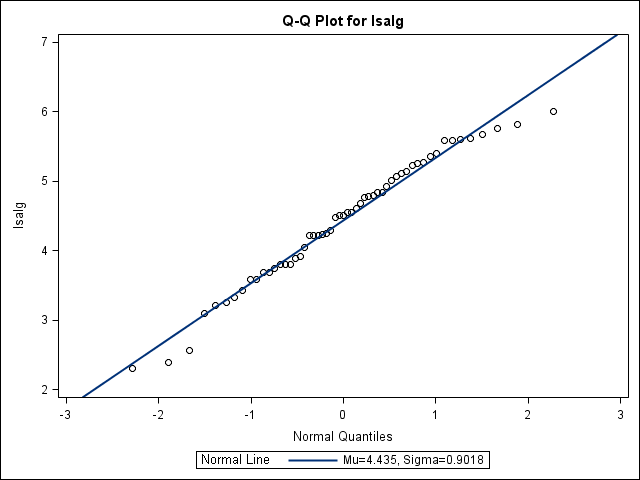 Q-Q Plot for lsalg
7
6
5
4
3
2
lsalg
-3 -2 -1 0 1 2 3
Normal Quantiles
Normal Line Mu=4.435, Sigma=0.9018